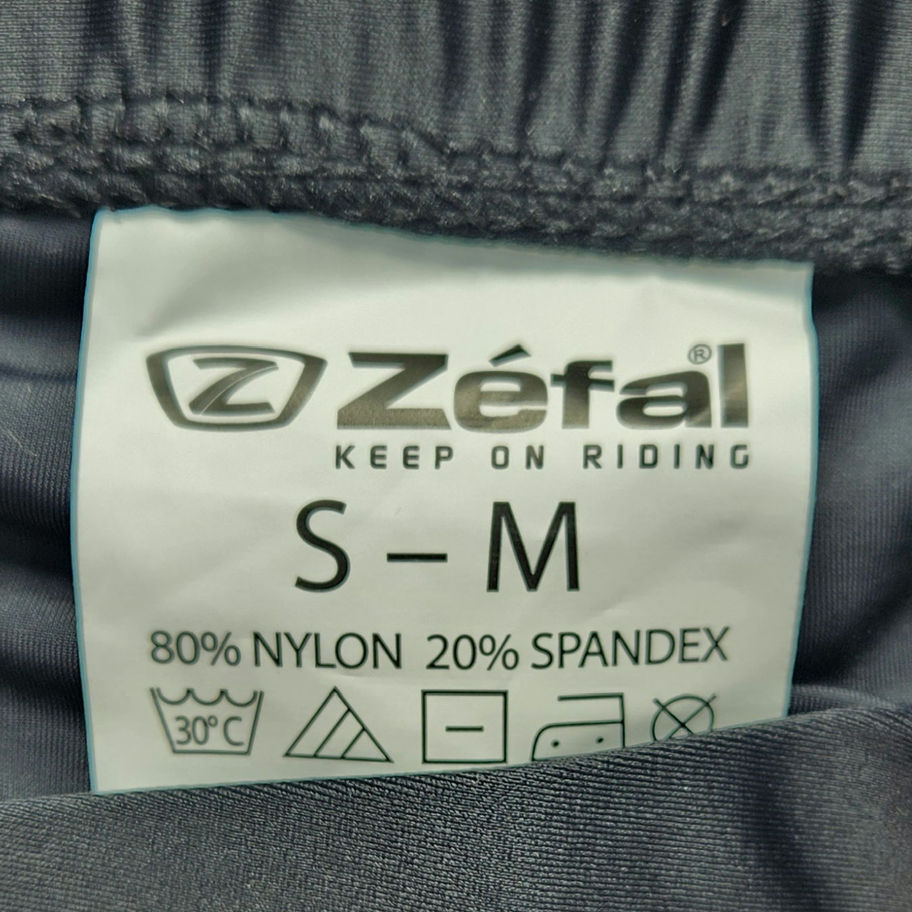 Z Zéfal®
KEEP ON RIDING
S – M
80% NYLON 20% SPANDEX
30°C